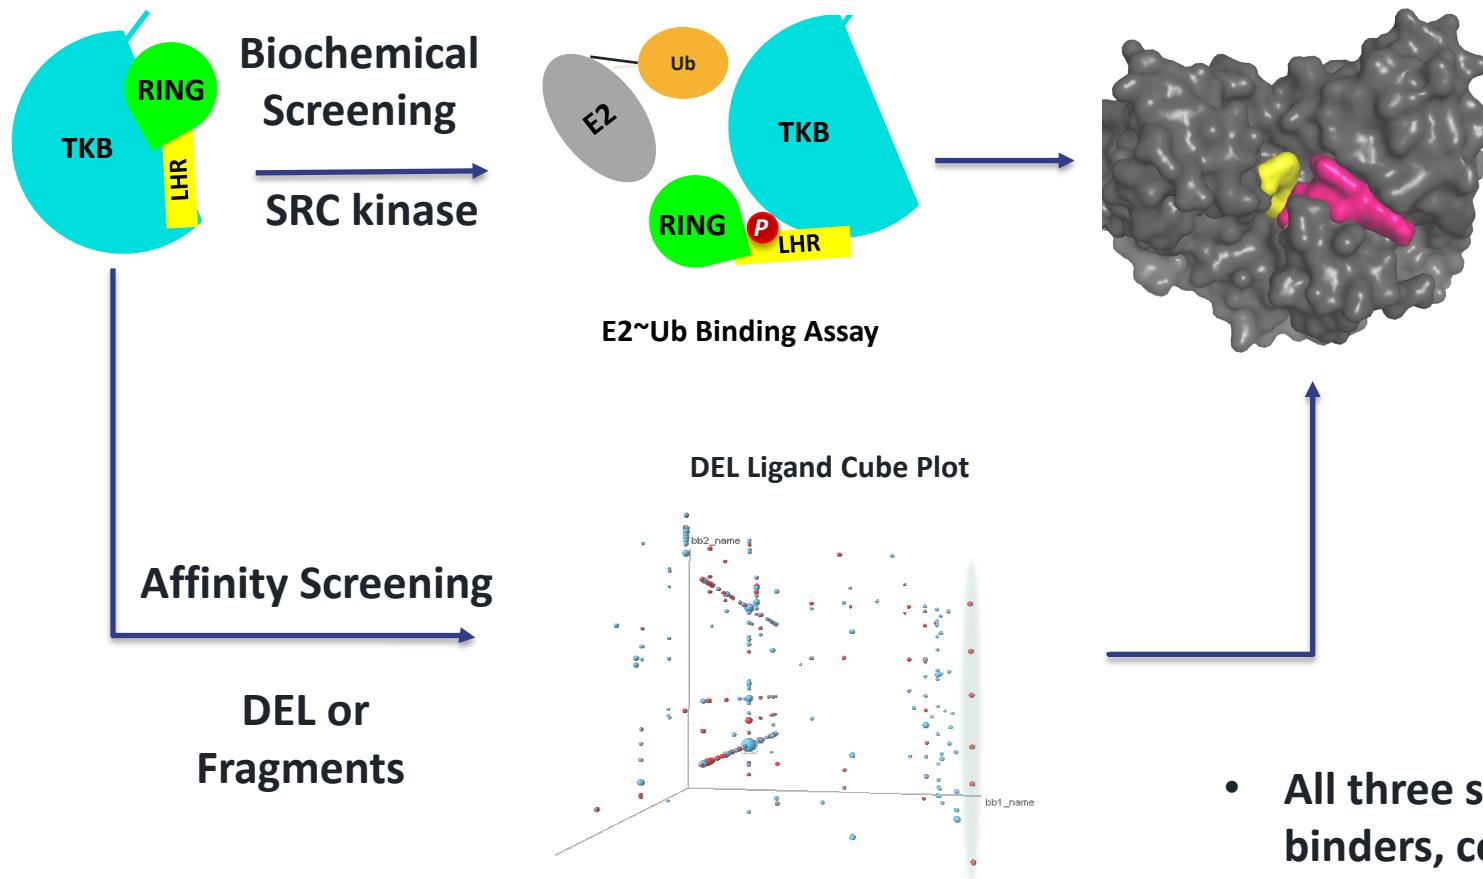 Biochemical
Screening
SRC kinase
RING
TKB
LHR
Ub
E2
TKB
RING
P
LHR
E2~Ub Binding Assay
DEL Ligand Cube Plot
bb2_name
bb1_name
Affinity Screening
DEL or
Fragments
• All three
binders,